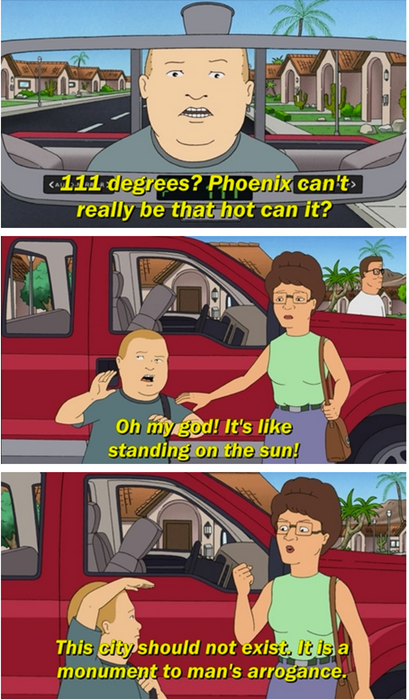 111 degrees? Phoenix can't
really be that hot can it?
Oh my god! It's like
standing on the sun!
This city should not exist. It is a
monument to man's arrogance.